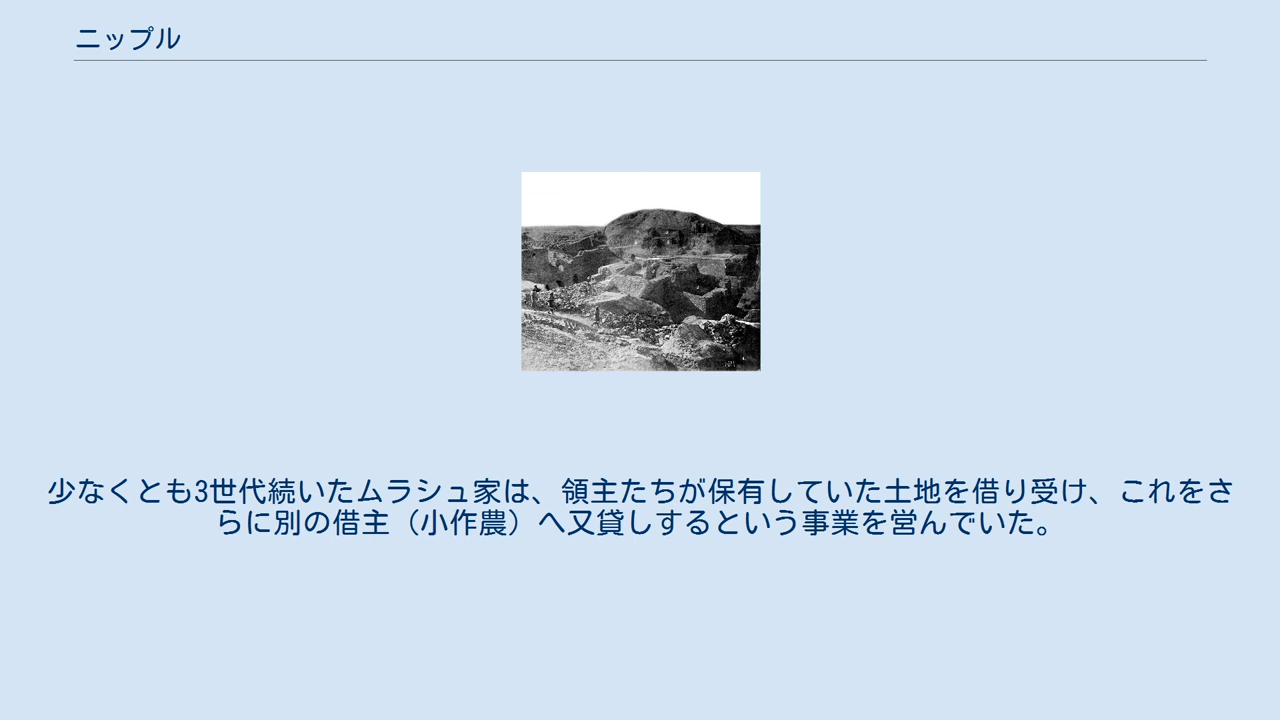 ニップル
少なくとも3世代続いたムラシュ家は、領主たちが保有していた土地を借り受け、これをさ
らに別の借主（小作農）へ又貸しするという事業を営んでいた。